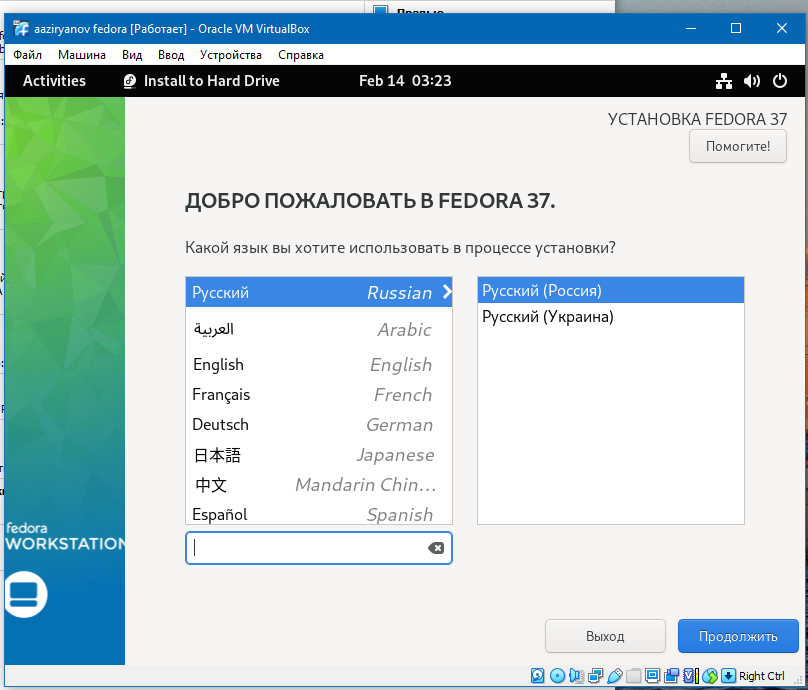 aaziryanov fedora [Работает] - Oracle VM VirtualBox
Файл Машина Вид Ввод Устройства Справка
Activities Install to Hard Drive Feb 14 03:23
УСТАНОВКА FEDORA 37
Помогите!
ДОБРО ПОЖАЛОВАТЬ В FEDORA 37.
Какой язык вы хотите использовать в процессе установки?
Русский Russian
العربية Arabic
English English
Français French
Deutsch German
日本語 Japanese
中文 Mandarin Chin…
Español Spanish
Русский (Россия)
Русский (Украина)
fedora
WORKSTATION
Выход Продолжить
Right Ctrl